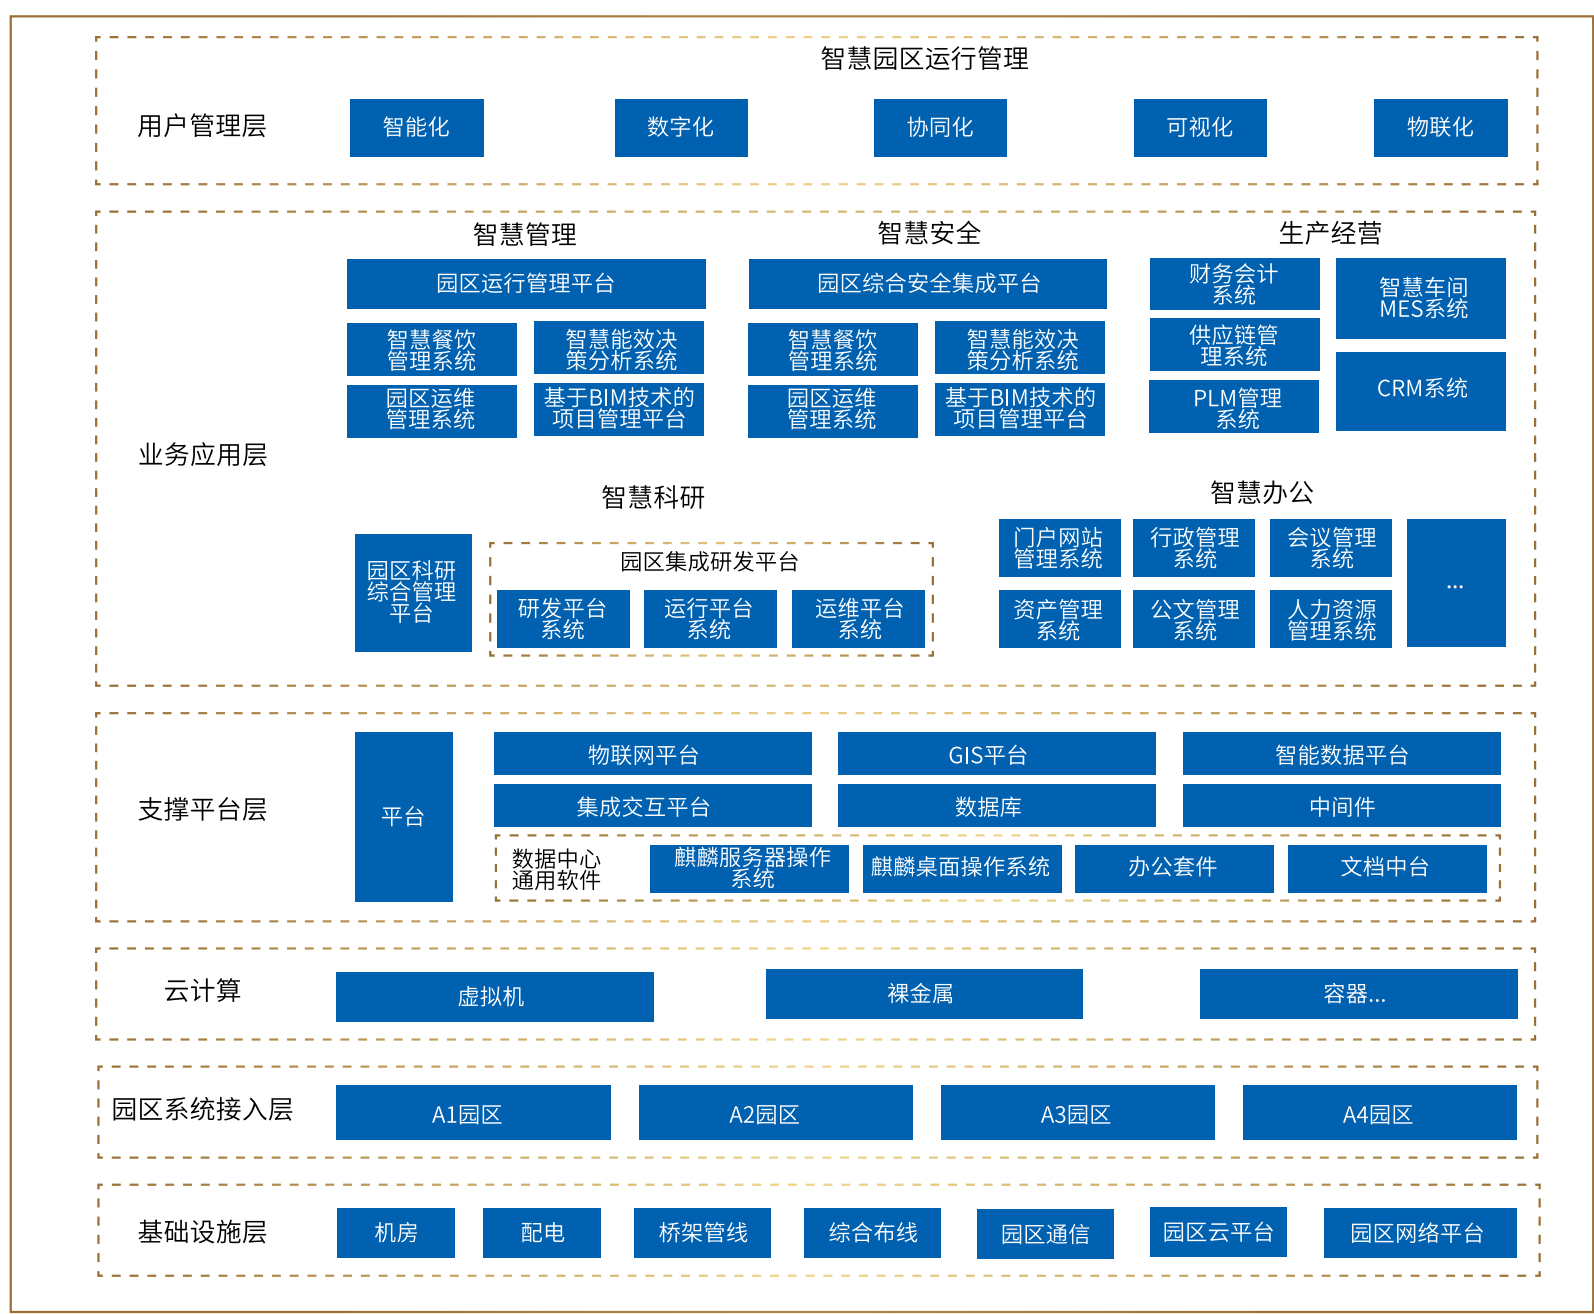 智慧园区运行管理
用户管理层
智能化
数字化
协同化
可视化
物联化
业务应用层
智慧管理
园区运行管理平台
智慧餐饮
管理系统
智慧能效决
策分析系统
园区运维
管理系统
基于BIM技术的
项目管理平台
智慧安全
园区综合安全集成平台
智慧餐饮
管理系统
智慧能效决
策分析系统
园区运维
管理系统
基于BIM技术的
项目管理平台
生产经营
财务会计
系统
智慧车间
MES系统
供应链管
理系统
CRM系统
PLM管理
系统
智慧科研
园区科研
综合管理
平台
园区集成研发平台
研发平台
系统
运行平台
系统
运维平台
系统
智慧办公
门户网站
管理系统
行政管理
系统
会议管理
系统
...
资产管理
系统
公文管理
系统
人力资源
管理系统
支撑平台层
平台
物联网平台
GIS平台
智能数据平台
集成交互平台
数据库
中间件
数据中心
通用软件
麒麟服务器操作
系统
麒麟桌面操作系统
办公套件
文档中台
云计算
虚拟机
裸金属
容器...
园区系统接入层
A1园区
A2园区
A3园区
A4园区
基础设施层
机房
配电
桥架管线
综合布线
园区通信
园区云平台
园区网络平台